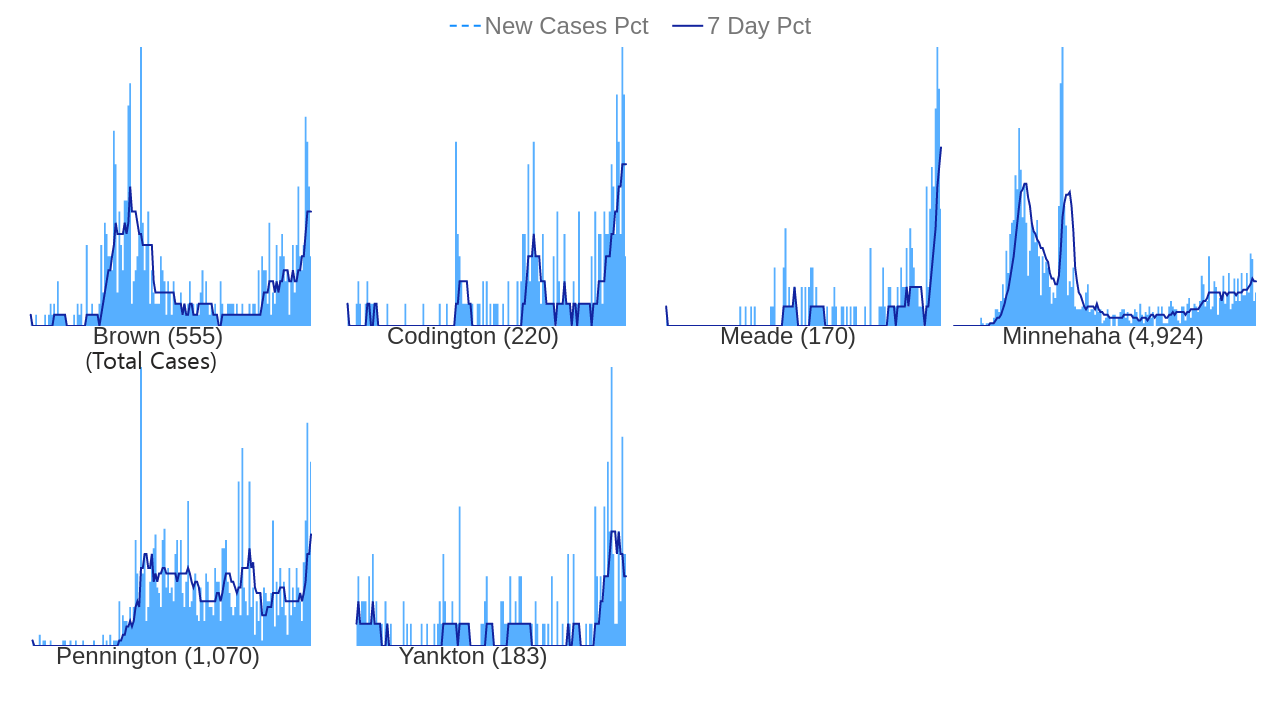 New Cases Pct 7 Day Pct
Brown (555) Codington (220) Meade (170) Minnehaha (4,924)
(Total Cases)
Pennington (1,070) Yankton (183)